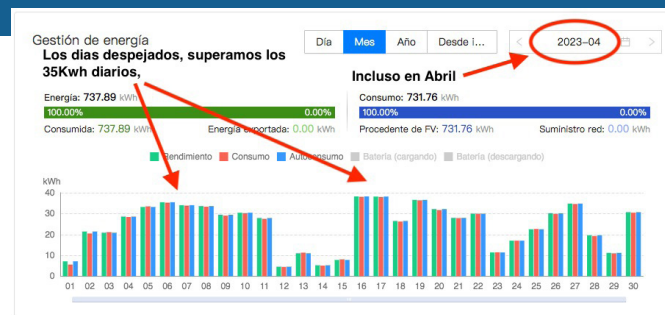 Gestión de energía
Día Mes Año Desde i... < 2023-04 >
Los dias despejados, superamos los
35Kwh diarios,
Incluso en Abril
Energía: 737.89 kWh
Consumo: 731.76 kWh
100.00% 0.00%
100.00% 0.00%
Consumida: 737.89 kWh Energía exportada: 0.00 kWh
Procedente de FV: 731.76 kWh Suministro red: 0.00 kWh
Rendimiento Consumo Autoconsumo Batería (cargando) Batería (descargando)
kWh
40
30
20
10
0
01 02 03 04 05 06 07 08 09 10 11 12 13 14 15 16 17 18 19 20 21 22 23 24 25 26 27 28 29 30